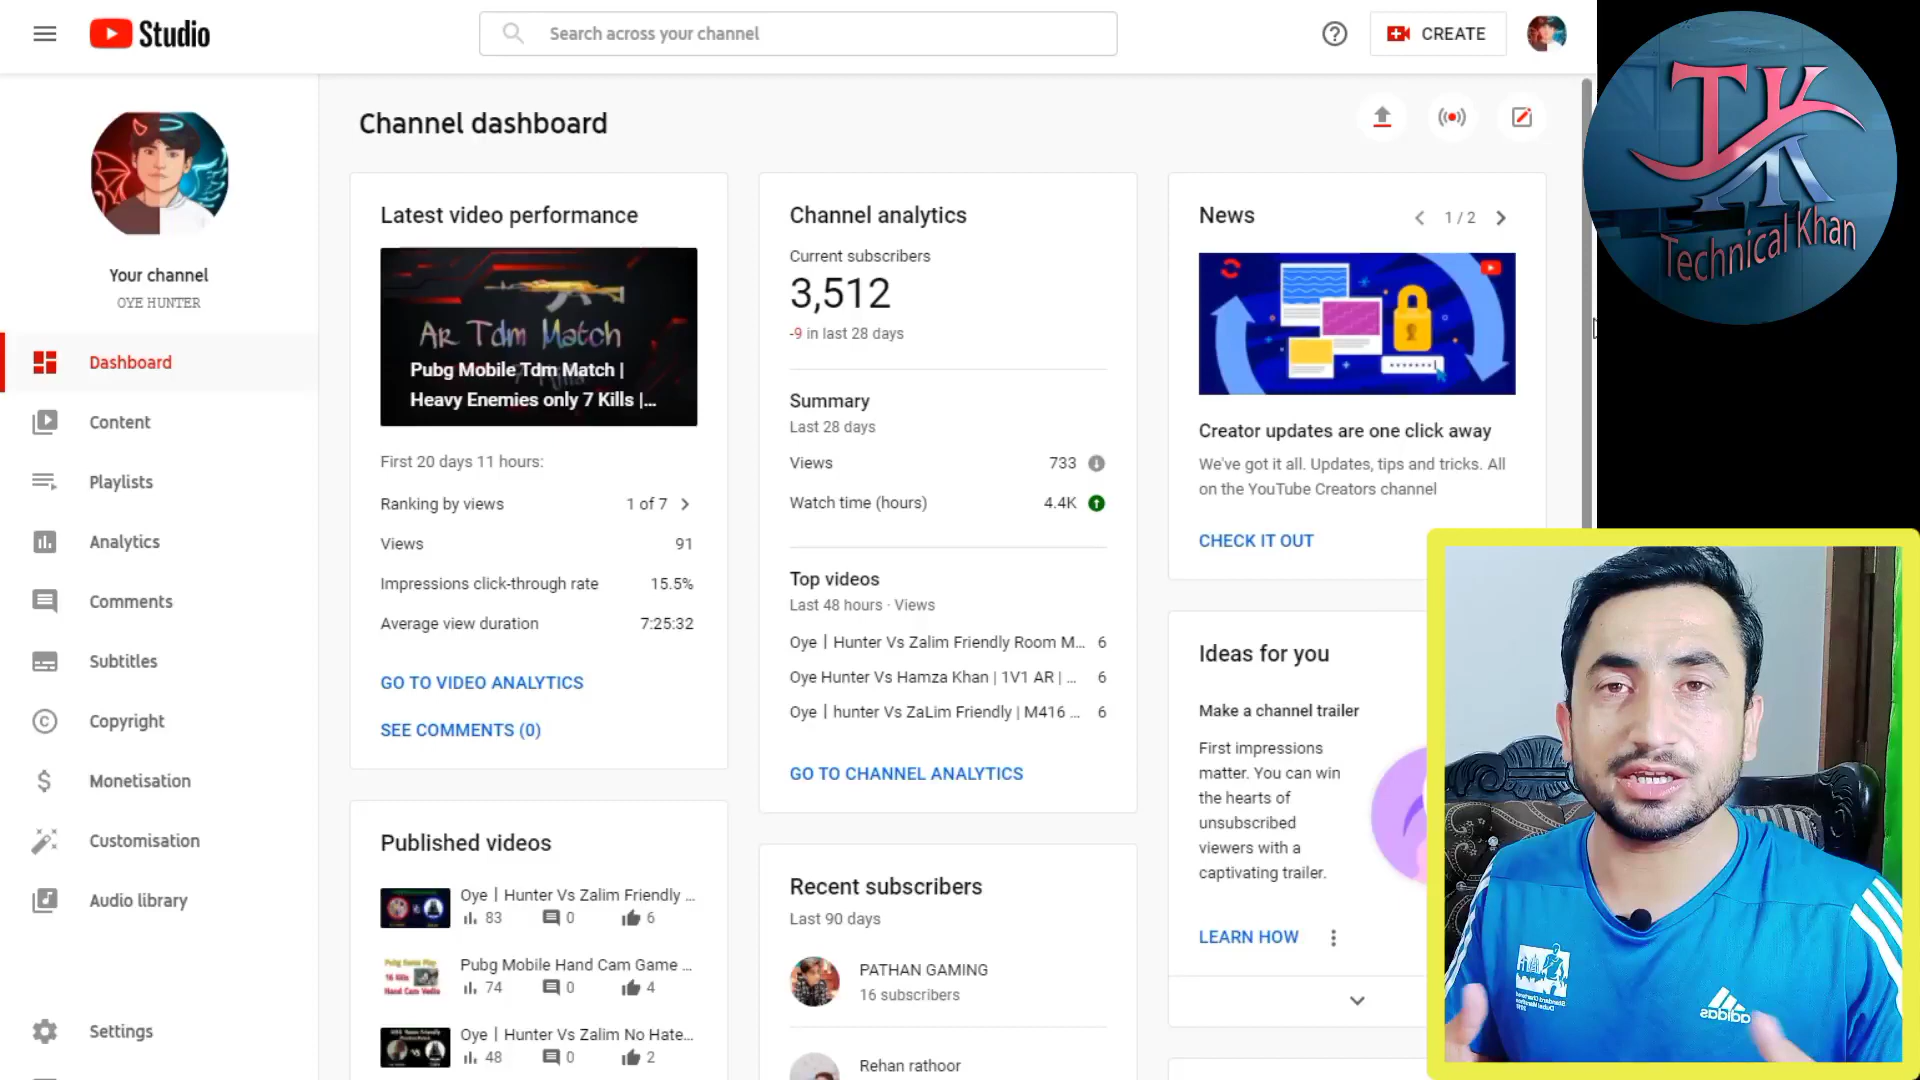 Studio
Search across your channel
CREATE
Channel dashboard
Your channel
OYE HUNTER
Dashboard
Content
Playlists
Analytics
Comments
Subtitles
Copyright
Monetisation
Customisation
Audio library
Settings
Latest video performance
Ar Tdm Match
Pubg Mobile Tdm Match |
Heavy Enemies only 7 Kills |...
First 20 days 11 hours:
Ranking by views 1 of 7
Views 91
Impressions click-through rate 15.5%
Average view duration 7:25:32
GO TO VIDEO ANALYTICS
SEE COMMENTS (0)
Published videos
Oye | Hunter Vs Zalim Friendly ...
83 0 6
Pubg Mobile Hand Cam Game ...
74 0 4
Oye | Hunter Vs Zalim No Hate...
48 0 2
Channel analytics
Current subscribers
3,512
-9 in last 28 days
Summary
Last 28 days
Views 733
Watch time (hours) 4.4K
Top videos
Last 48 hours · Views
Oye | Hunter Vs Zalim Friendly Room M... 6
Oye Hunter Vs Hamza Khan | 1V1 AR | ... 6
Oye | hunter Vs ZaLim Friendly | M416 ... 6
GO TO CHANNEL ANALYTICS
Recent subscribers
Last 90 days
PATHAN GAMING
16 subscribers
Rehan rathoor
News
1 / 2
Creator updates are one click away
We've got it all. Updates, tips and tricks. All
on the YouTube Creators channel
CHECK IT OUT
Ideas for you
Make a channel trailer
First impressions
matter. You can win
the hearts of
unsubscribed
viewers with a
captivating trailer.
LEARN HOW
TK
Technical Khan
adidas